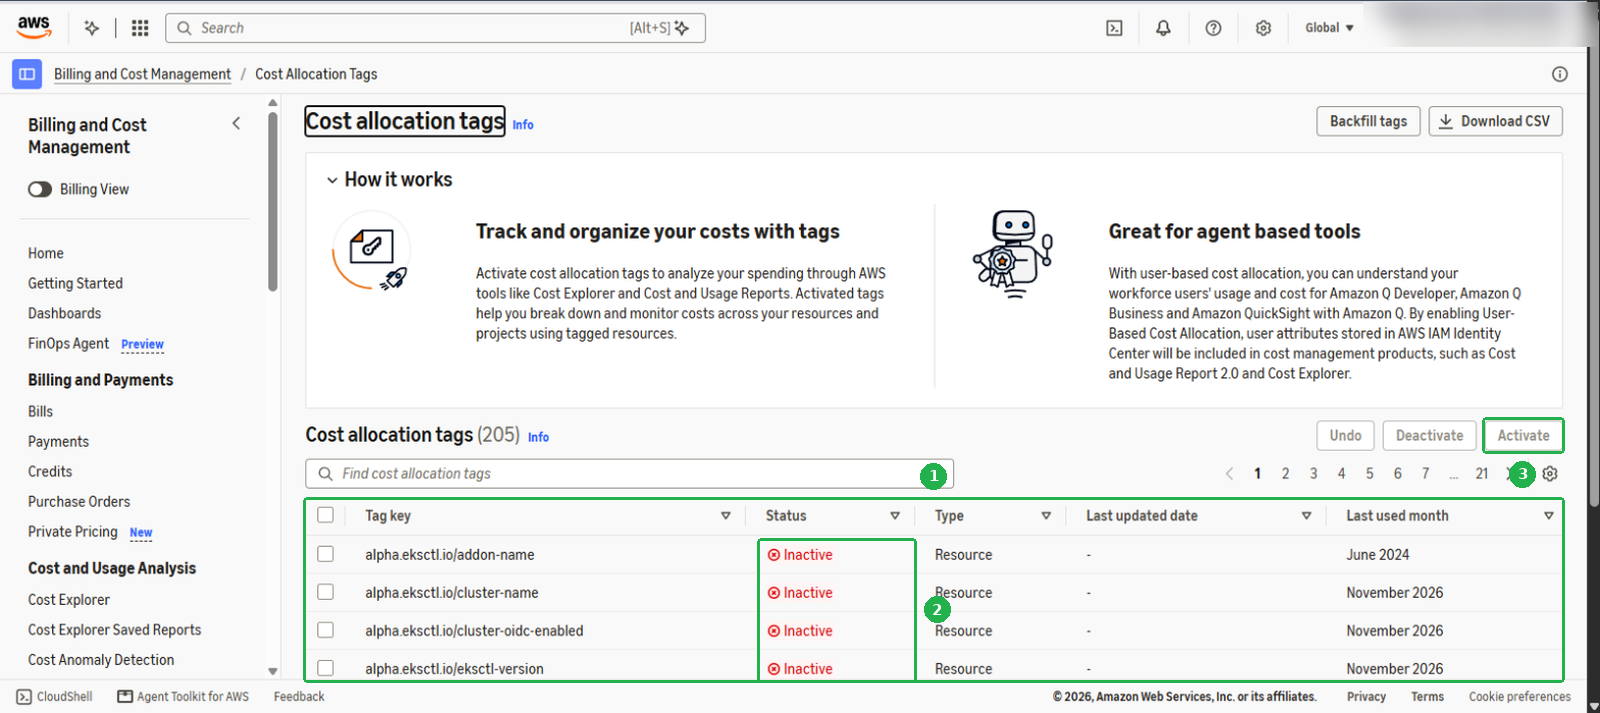 aws
Search [Alt+S]
Global
Billing and Cost Management / Cost Allocation Tags
Billing and Cost Management
Billing View
Home
Getting Started
Dashboards
FinOps Agent Preview
Billing and Payments
Bills
Payments
Credits
Purchase Orders
Private Pricing New
Cost and Usage Analysis
Cost Explorer
Cost Explorer Saved Reports
Cost Anomaly Detection
Cost allocation tags Info
Backfill tags Download CSV
How it works
Track and organize your costs with tags
Activate cost allocation tags to analyze your spending through AWS
tools like Cost Explorer and Cost and Usage Reports. Activated tags
help you break down and monitor costs across your resources and
projects using tagged resources.
Great for agent based tools
With user-based cost allocation, you can understand your
workforce users' usage and cost for Amazon Q Developer, Amazon Q
Business and Amazon QuickSight with Amazon Q. By enabling User-
Based Cost Allocation, user attributes stored in AWS IAM Identity
Center will be included in cost management products, such as Cost
and Usage Report 2.0 and Cost Explorer.
Cost allocation tags (205) Info
Undo Deactivate Activate
Find cost allocation tags 1
1 2 3 4 5 6 7 ... 21 3
Tag key Status Type Last updated date Last used month
alpha.eksctl.io/addon-name Inactive Resource - June 2024
alpha.eksctl.io/cluster-name Inactive Resource - November 2026
2
alpha.eksctl.io/cluster-oidc-enabled Inactive Resource - November 2026
alpha.eksctl.io/eksctl-version Inactive Resource - November 2026
CloudShell Agent Toolkit for AWS Feedback
© 2026, Amazon Web Services, Inc. or its affiliates. Privacy Terms Cookie preferences